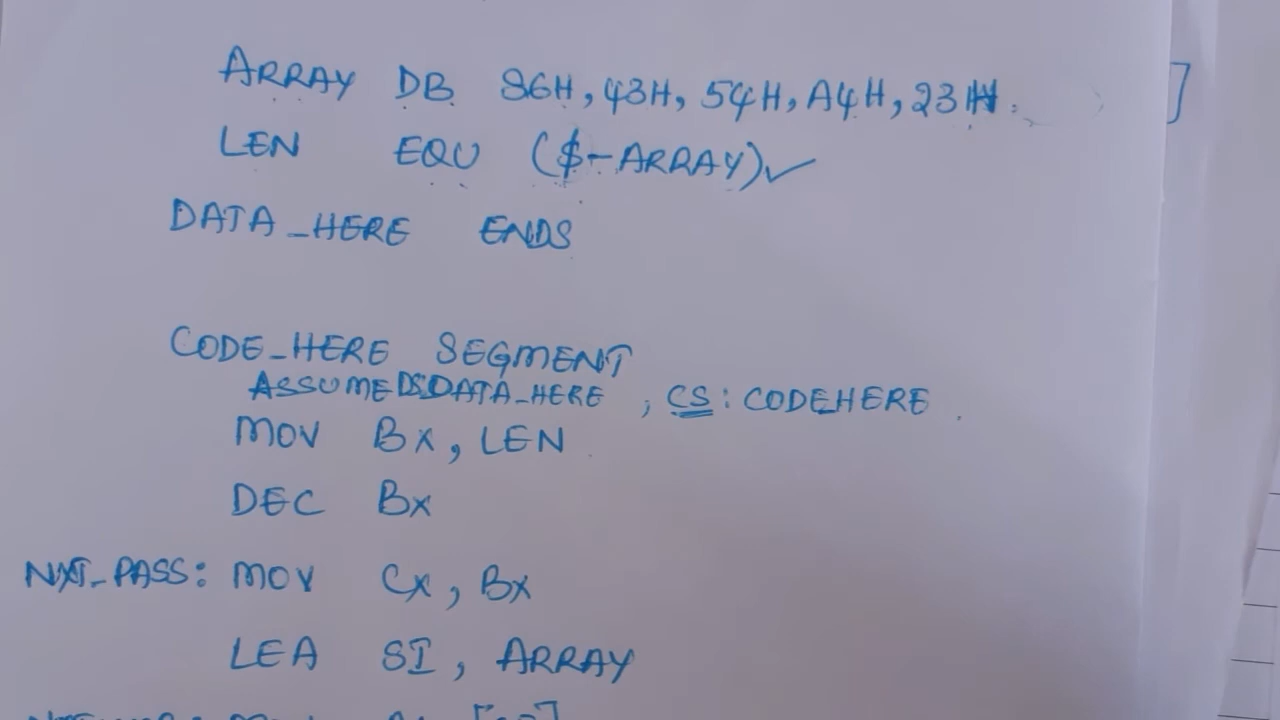 ARRAY DB 86H, 43H, 54H, A4H, 23H.
LEN EQU ($-ARRAY)✓
DATA_HERE ENDS
CODE_HERE SEGMENT
ASSUME DS:DATA_HERE, CS: CODEHERE.
MOV BX, LEN
DEC BX
NXT_PASS: MOV CX, BX
LEA SI, ARRAY